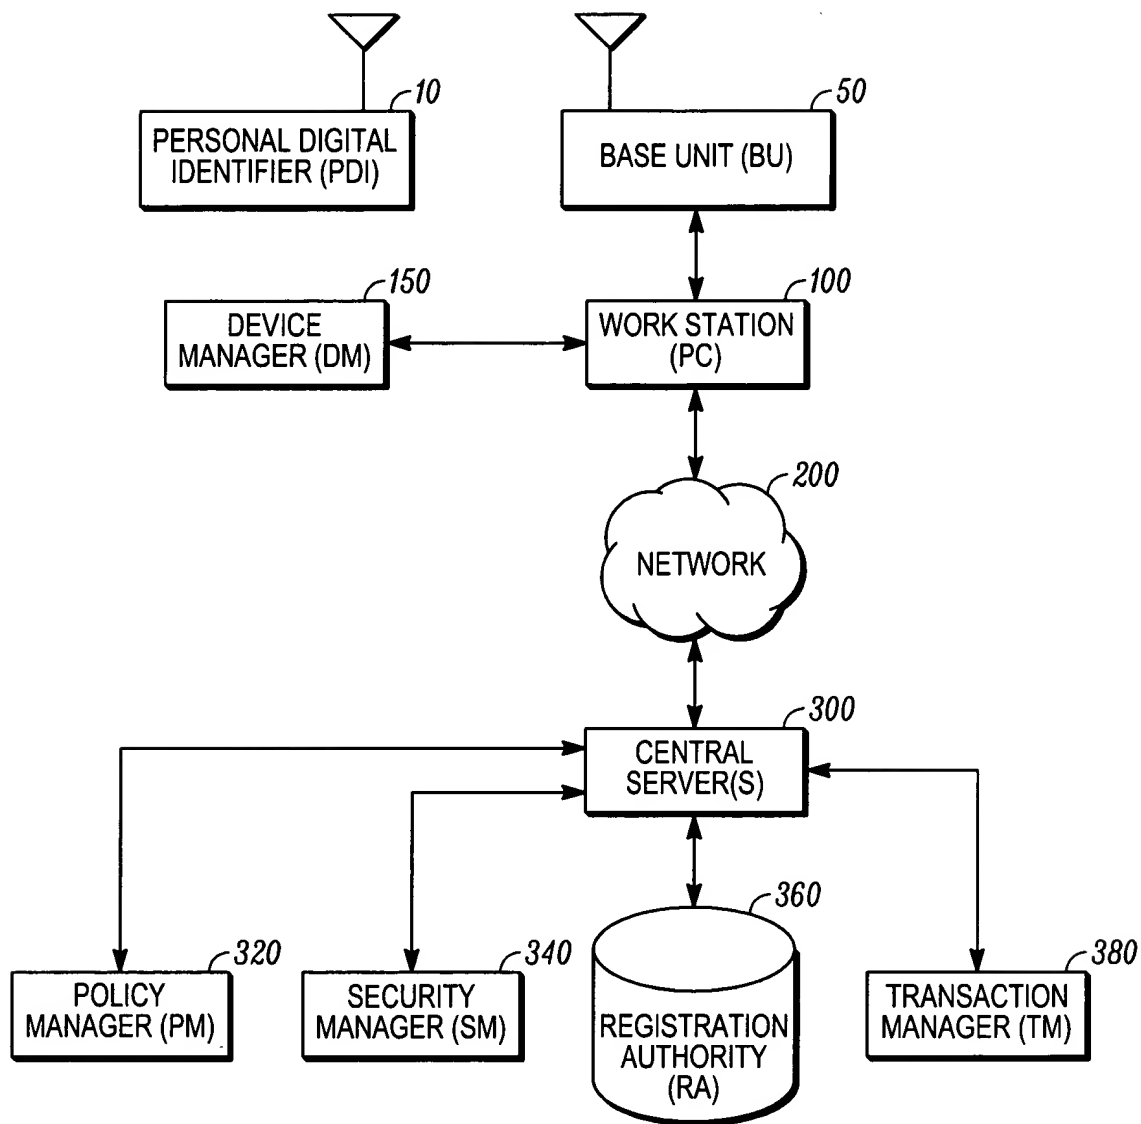 10
PERSONAL DIGITAL
IDENTIFIER (PDI)
50
BASE UNIT (BU)
150
DEVICE
MANAGER (DM)
100
WORK STATION
(PC)
200
NETWORK
300
CENTRAL
SERVER(S)
320
POLICY
MANAGER (PM)
340
SECURITY
MANAGER (SM)
360
REGISTRATION
AUTHORITY
(RA)
380
TRANSACTION
MANAGER (TM)